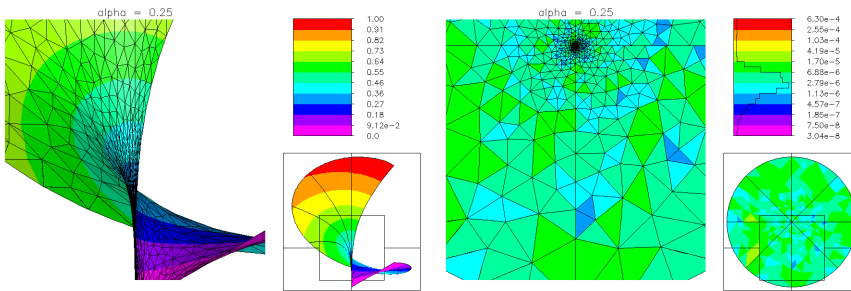 alpha = 0.25
1.00
0.91
0.82
0.73
0.64
0.55
0.46
0.36
0.27
0.18
9.12e-2
0.0
alpha = 0.25
6.30e-4
2.55e-4
1.03e-4
4.19e-5
1.70e-5
6.88e-6
2.79e-6
1.13e-6
4.57e-7
1.85e-7
7.50e-8
3.04e-8